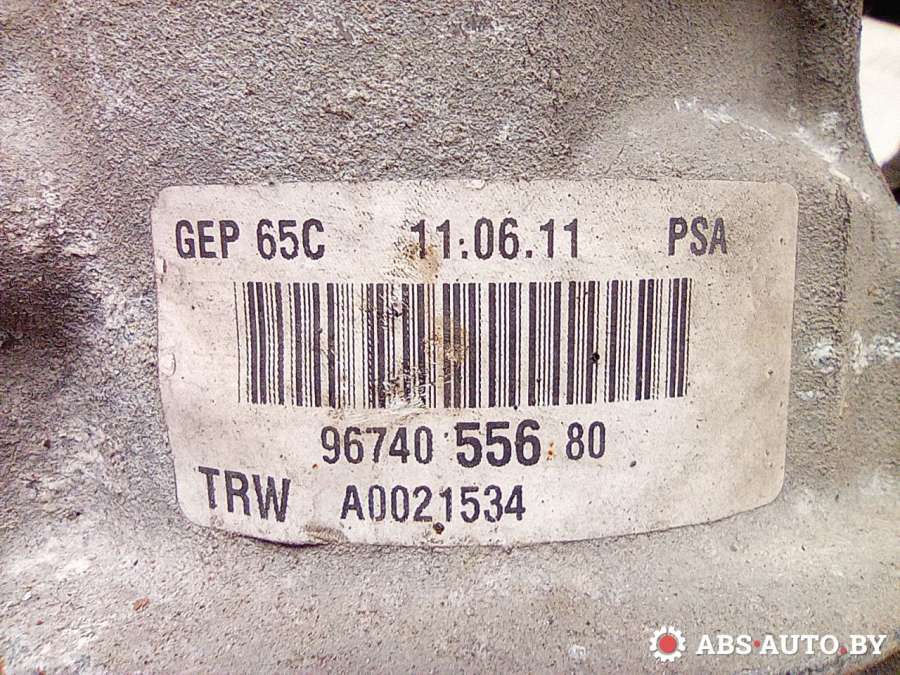 GEP 65C 11.06.11 PSA
96740 556 80
TRW A0021534
ABS-AUTO.BY